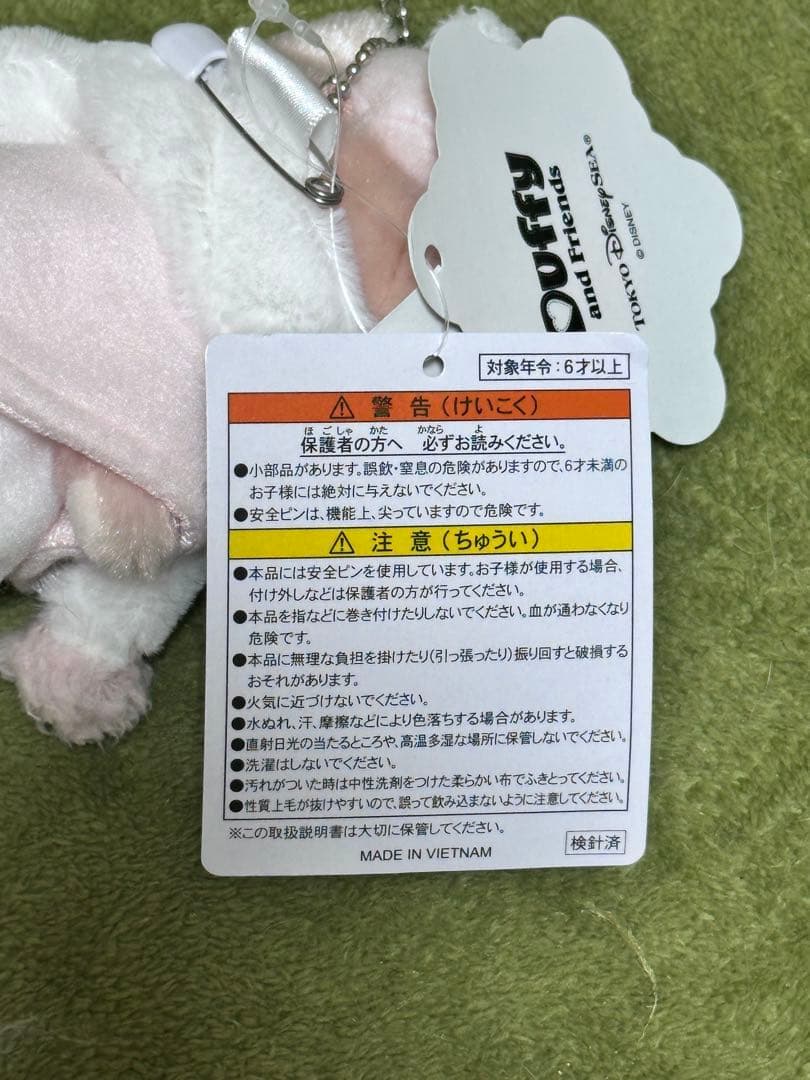 Duffy
and Friends
TOKYO DISNEYSEA®
© DISNEY
対象年令:6才以上
⚠ 警 告 (けいこく)
ほごしゃ かた かなら よ
保護者の方へ 必ずお読みください。
●小部品があります。誤飲・窒息の危険がありますので、6才未満の
お子様には絶対に与えないでください。
●安全ピンは、機能上、尖っていますので危険です。
⚠ 注 意 (ちゅうい)
●本品には安全ピンを使用しています。お子様が使用する場合、
付け外しなどは保護者の方が行ってください。
●本品を指などに巻き付けたりしないでください。血が通わなくなり
危険です。
●本品に無理な負担を掛けたり(引っ張ったり)振り回すと破損する
おそれがあります。
●火気に近づけないでください。
●水ぬれ、汗、摩擦などにより色落ちする場合があります。
●直射日光の当たるところや、高温多湿な場所に保管しないでください。
●洗濯はしないでください。
●汚れがついた時は中性洗剤をつけた柔らかい布でふきとってください。
●性質上毛が抜けやすいので、誤って飲み込まないように注意してください。
※この取扱説明書は大切に保管してください。
MADE IN VIETNAM
検針済